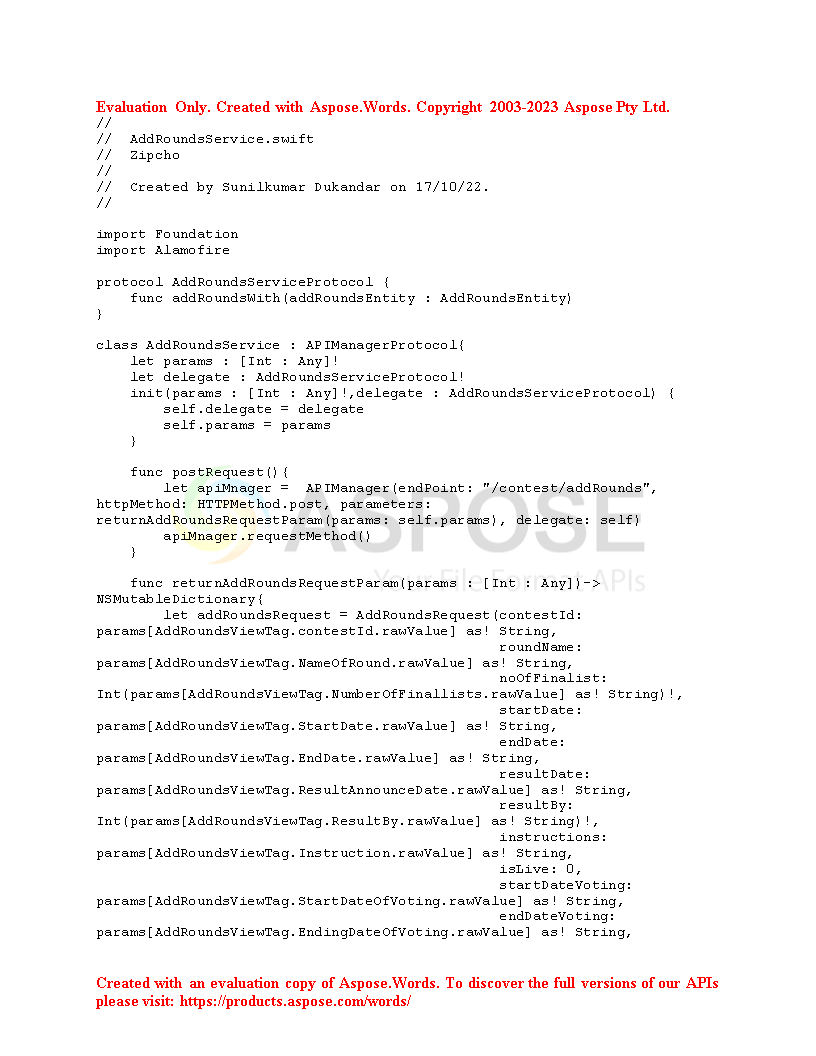 Evaluation Only. Created with Aspose.Words. Copyright 2003-2023 Aspose Pty Ltd.
//
//  AddRoundsService.swift
//  Zipcho
//
//  Created by Sunilkumar Dukandar on 17/10/22.
//
import Foundation
import Alamofire
protocol AddRoundsServiceProtocol {
    func addRoundsWith(addRoundsEntity : AddRoundsEntity)
}
class AddRoundsService : APIManagerProtocol{
    let params : [Int : Any]!
    let delegate : AddRoundsServiceProtocol!
    init(params : [Int : Any]!,delegate : AddRoundsServiceProtocol) {
        self.delegate = delegate
        self.params = params
    }
    func postRequest(){
        let apiMnager =  APIManager(endPoint: "/contest/addRounds",
httpMethod: HTTPMethod.post, parameters:
returnAddRoundsRequestParam(params: self.params), delegate: self)
        apiMnager.requestMethod()
    }
ASPOSE
Your File Format APIs
    func returnAddRoundsRequestParam(params : [Int : Any])->
NSMutableDictionary{
        let addRoundsRequest = AddRoundsRequest(contestId:
params[AddRoundsViewTag.contestId.rawValue] as! String,
                                                roundName:
params[AddRoundsViewTag.NameOfRound.rawValue] as! String,
                                                noOfFinalist:
Int(params[AddRoundsViewTag.NumberOfFinallists.rawValue] as! String)!,
                                                startDate:
params[AddRoundsViewTag.StartDate.rawValue] as! String,
                                                endDate:
params[AddRoundsViewTag.EndDate.rawValue] as! String,
                                                resultDate:
params[AddRoundsViewTag.ResultAnnounceDate.rawValue] as! String,
                                                resultBy:
Int(params[AddRoundsViewTag.ResultBy.rawValue] as! String)!,
                                                instructions:
params[AddRoundsViewTag.Instruction.rawValue] as! String,
                                                isLive: 0,
                                                startDateVoting:
params[AddRoundsViewTag.StartDateOfVoting.rawValue] as! String,
                                                endDateVoting:
params[AddRoundsViewTag.EndingDateOfVoting.rawValue] as! String,
Created with an evaluation copy of Aspose.Words. To discover the full versions of our APIs
please visit: https://products.aspose.com/words/